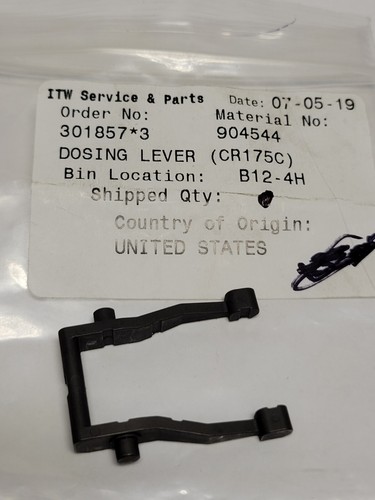 ITW Service & Parts Date: 07-05-19
Order No: Material No:
301857*3 904544
DOSING LEVER (CR175C)
Bin Location: B12-4H
Shipped Qty:
Country of Origin:
UNITED STATES